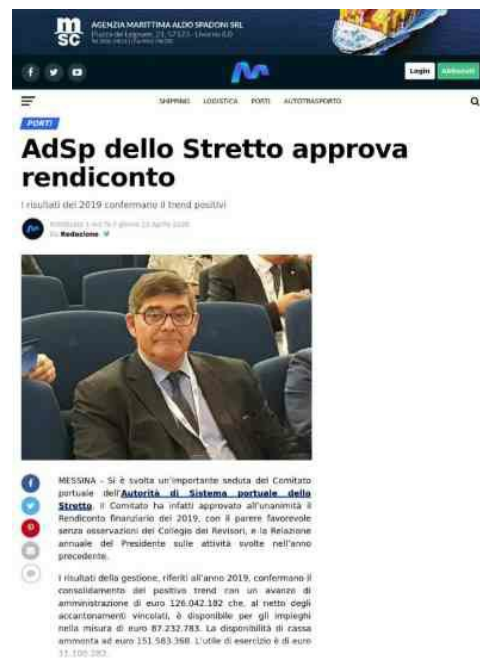 msc
AGENZIA MARITTIMA ALDO SPADONI SRL
Login
SHIPPING LOGISTICA PORTI AUTOTRASPORTO
PORTI
AdSp dello Stretto approva
rendiconto
I risultati del 2019 confermano il trend positivi
Redazione
MESSINA - Si è svolta un'importante seduta del Comitato
portuale dell'Autorità di Sistema portuale dello
Stretto. Il Comitato ha infatti approvato all'unanimità il
Rendiconto finanziario del 2019, con il parere favorevole
senza osservazioni del Collegio dei Revisori, e la Relazione
annuale del Presidente sulle attività svolte nell'anno
precedente.
I risultati della gestione, riferiti all'anno 2019, confermano il
consolidamento del positivo trend con un avanzo di
amministrazione di euro 126.042.182 che, al netto degli
accantonamenti vincolati, è disponibile per gli impieghi
nella misura di euro 87.232.783. La disponibilità di cassa
ammonta ad euro 151.583.368. L'utile di esercizio è di euro
11.100.282.